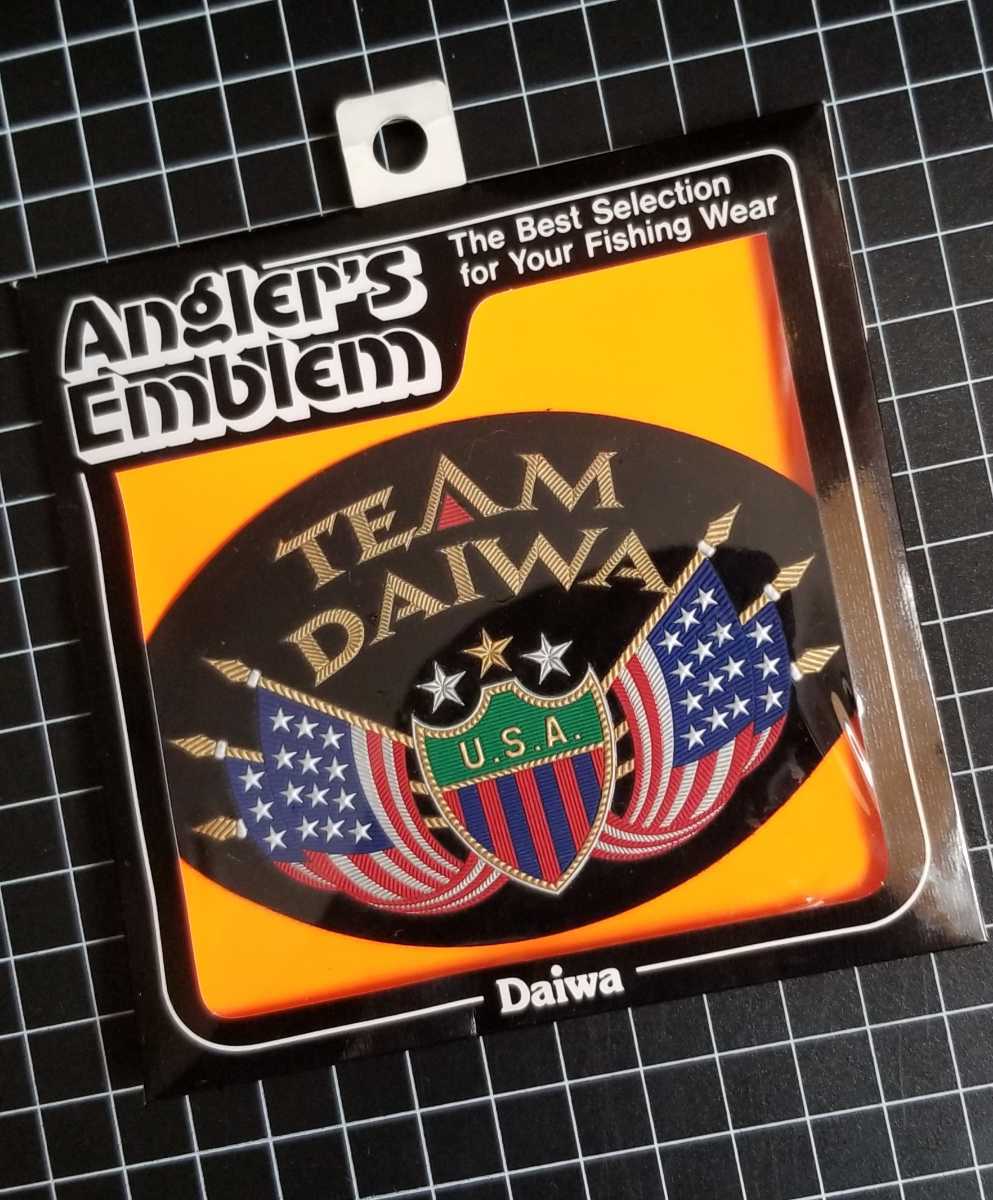 Angler's
Emblem
The Best Selection
for Your Fishing Wear
TEAM
DAIWA
U.S.A.
Daiwa